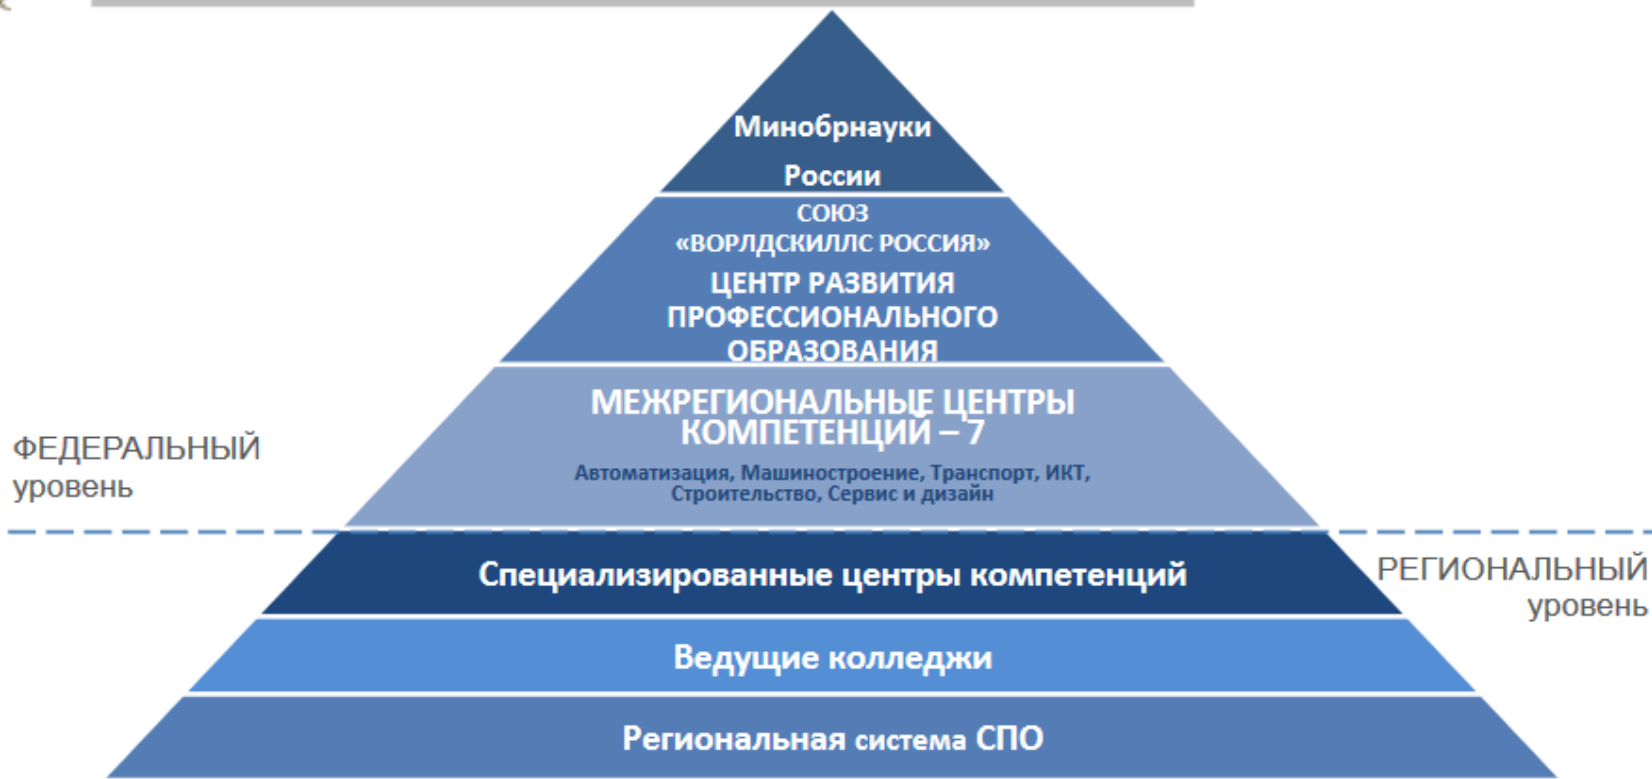 Минобрнауки
России
СОЮЗ
«ВОРЛДСКИЛЛС РОССИЯ»
ЦЕНТР РАЗВИТИЯ
ПРОФЕССИОНАЛЬНОГО
ОБРАЗОВАНИЯ
МЕЖРЕГИОНАЛЬНЫЕ ЦЕНТРЫ
КОМПЕТЕНЦИЙ – 7
Автоматизация, Машиностроение, Транспорт, ИКТ,
Строительство, Сервис и дизайн
ФЕДЕРАЛЬНЫЙ
уровень
Специализированные центры компетенций
РЕГИОНАЛЬНЫЙ
уровень
Ведущие колледжи
Региональная система СПО